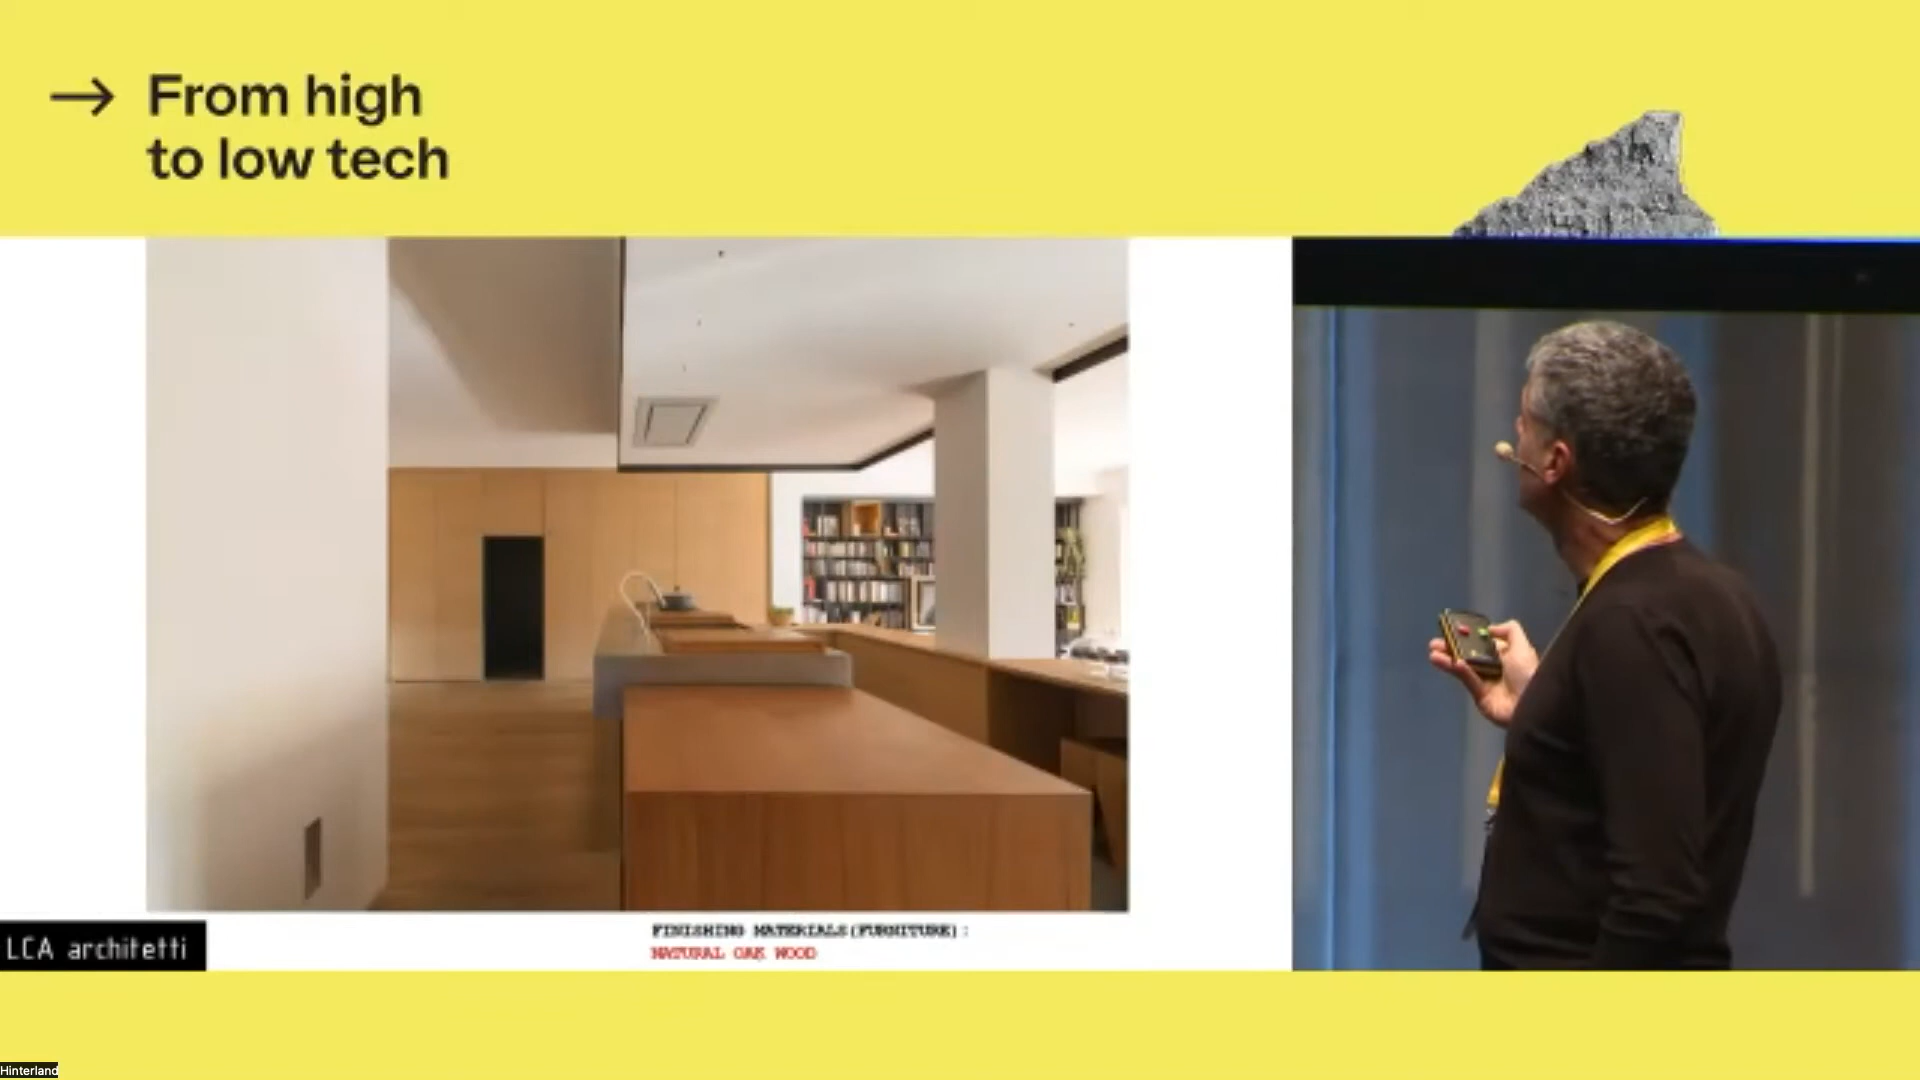 From high
to low tech
LCA architetti
FINISHING MATERIALS(FURNITURE):
NATURAL OAK WOOD
Hinterland